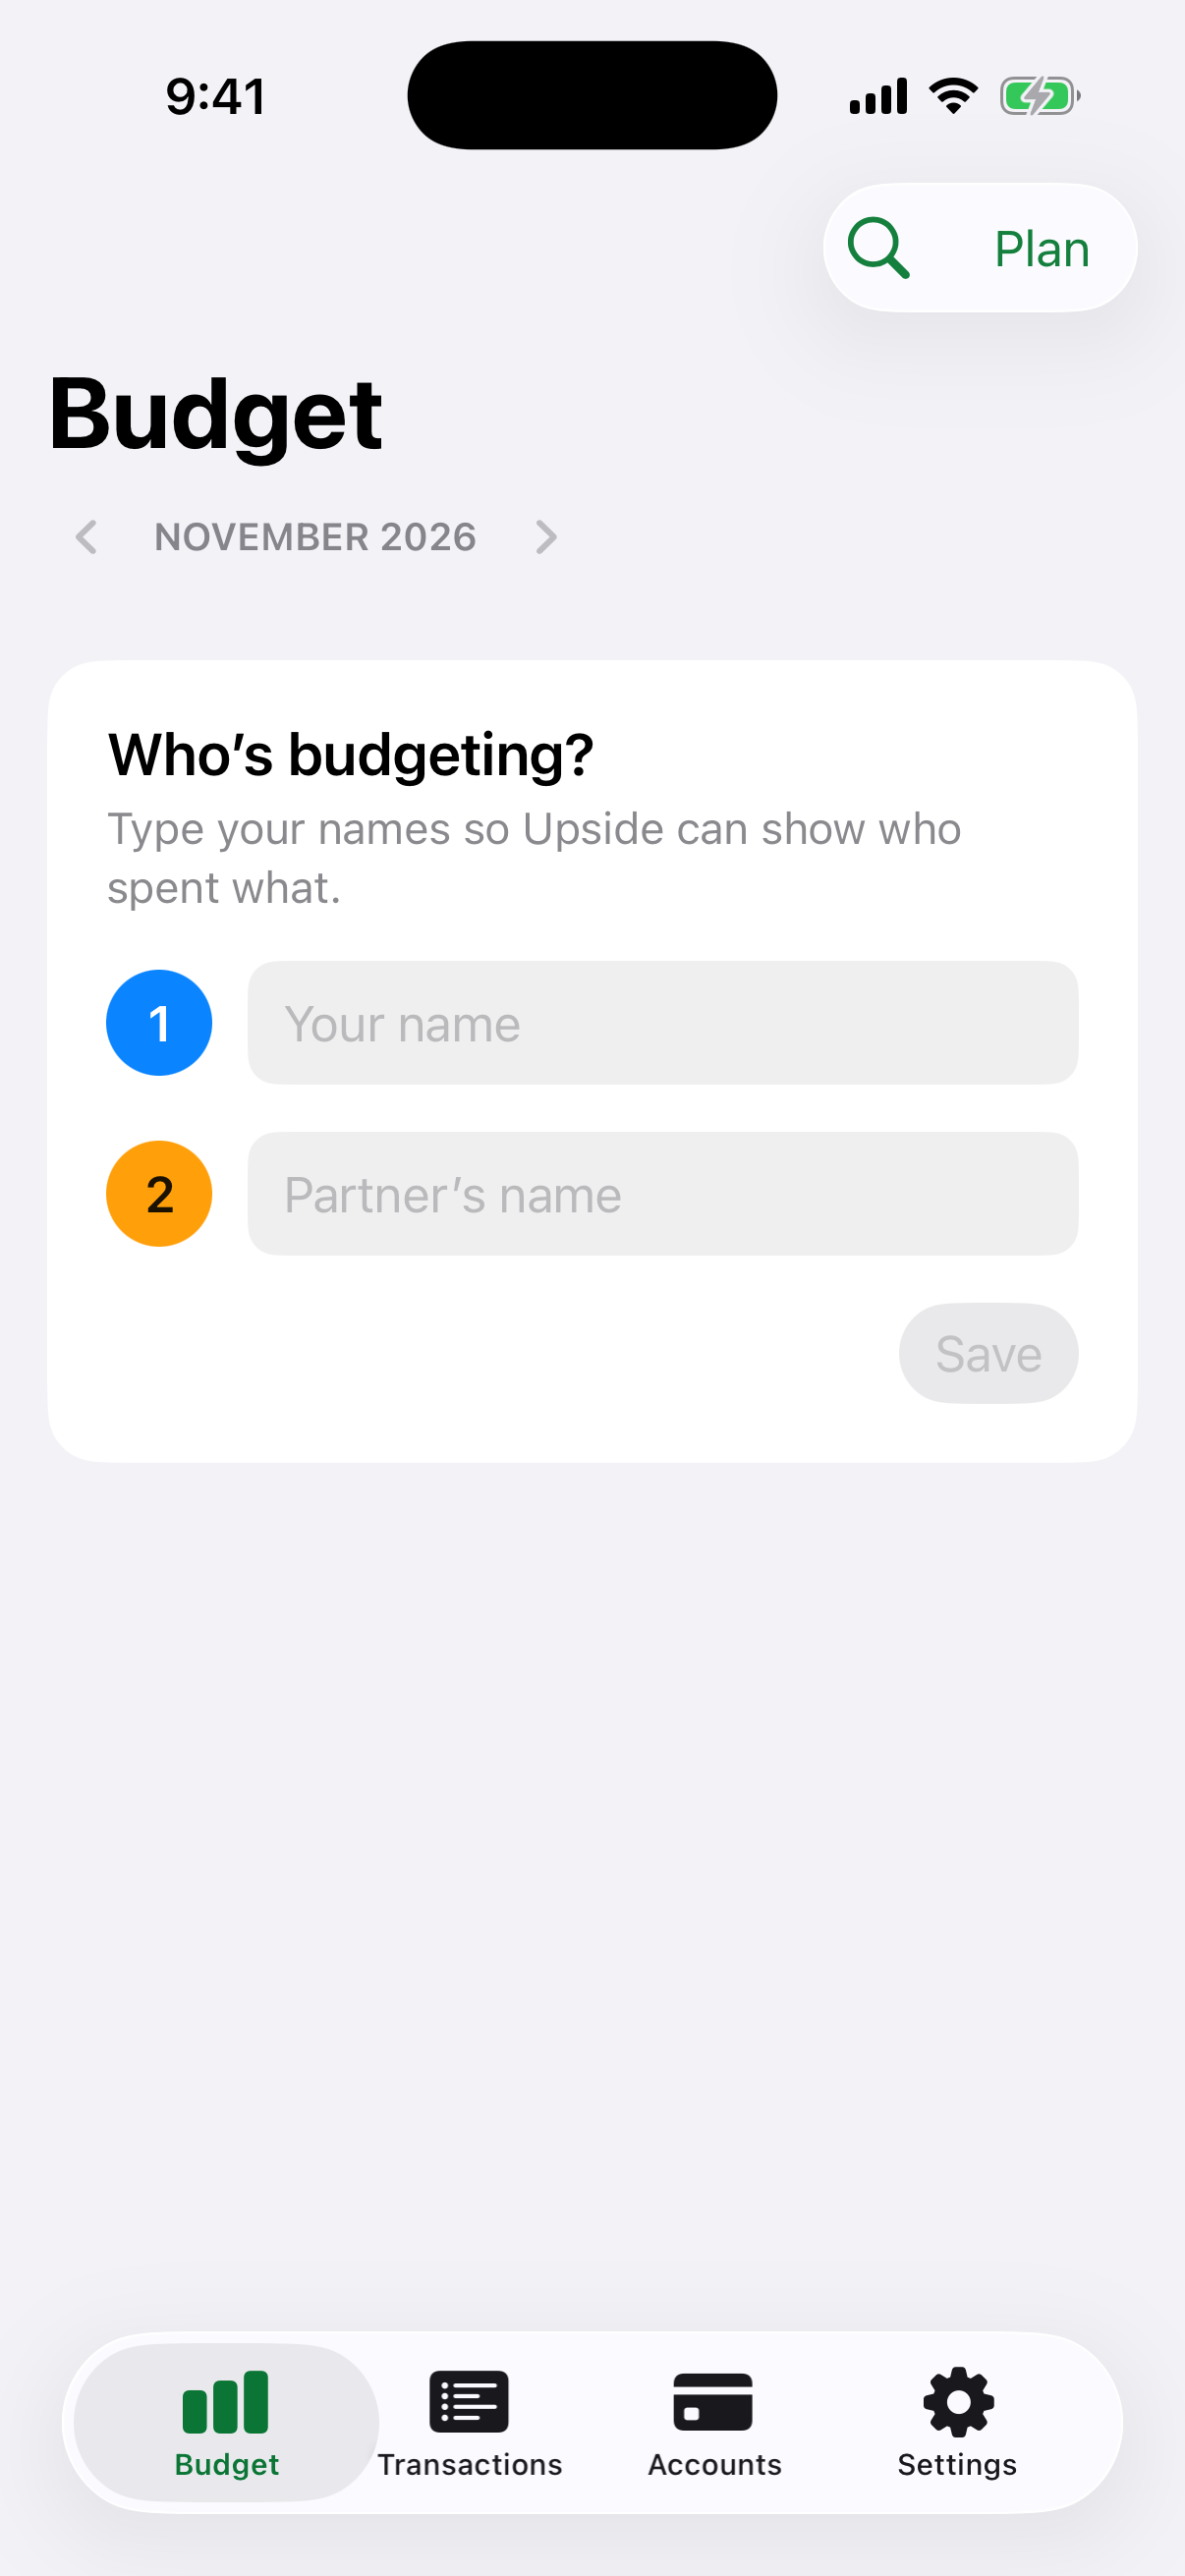 9:41
Plan
Budget
NOVEMBER 2026
Who’s budgeting?
Type your names so Upside can show who
spent what.
1
Your name
2
Partner’s name
Save
Budget
Transactions
Accounts
Settings